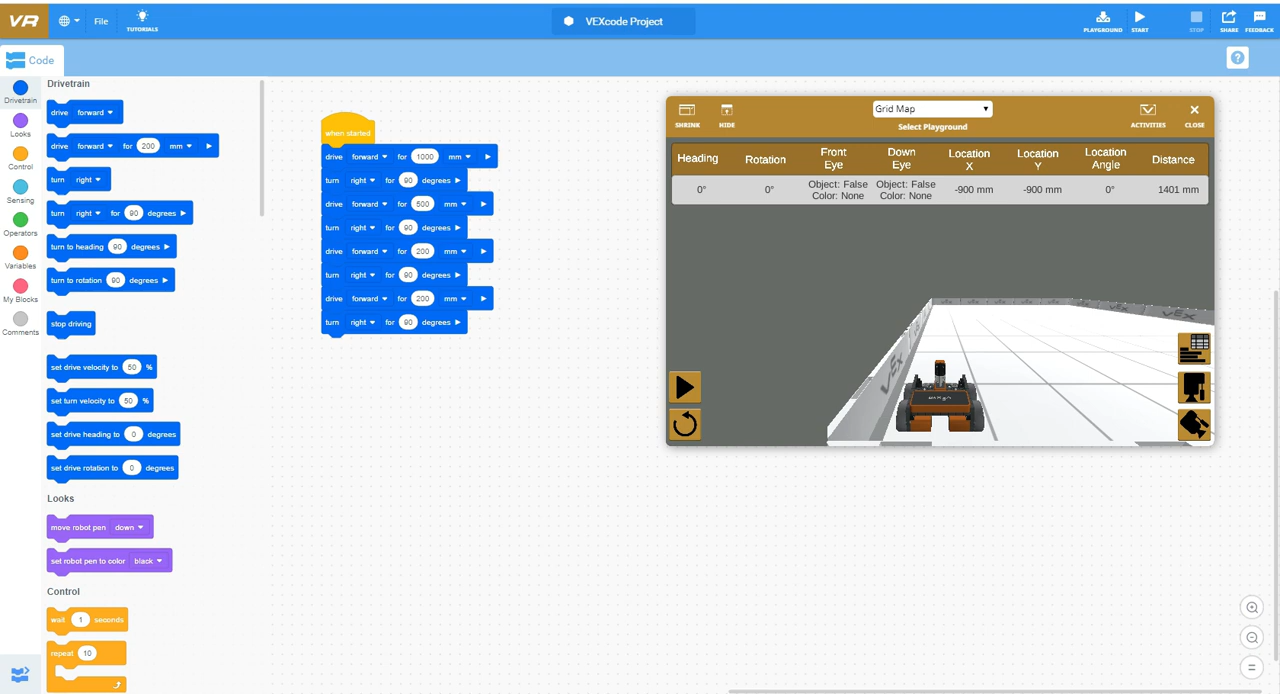 VR
File
TUTORIALS
VEXcode Project
PLAYGROUND
START
STOP
SHARE
FEEDBACK
Code
?
Drivetrain
Looks
Control
Sensing
Operators
Variables
My Blocks
Comments
Drivetrain
drive forward
drive forward for 200 mm
turn right
turn right for 90 degrees
turn to heading 90 degrees
turn to rotation 90 degrees
stop driving
set drive velocity to 50 %
set turn velocity to 50 %
set drive heading to 0 degrees
set drive rotation to 0 degrees
Looks
move robot pen down
set robot pen to color black
Control
wait 1 seconds
repeat 10
when started
drive forward for 1000 mm
turn right for 90 degrees
drive forward for 500 mm
turn right for 90 degrees
drive forward for 200 mm
turn right for 90 degrees
drive forward for 200 mm
turn right for 90 degrees
SHRINK
HIDE
Grid Map
Select Playground
ACTIVITIES
CLOSE
Heading Rotation Front Eye Down Eye Location X Location Y Location Angle Distance
0° 0° Object: False Color: None Object: False Color: None -900 mm -900 mm 0° 1401 mm
VEX
VEX